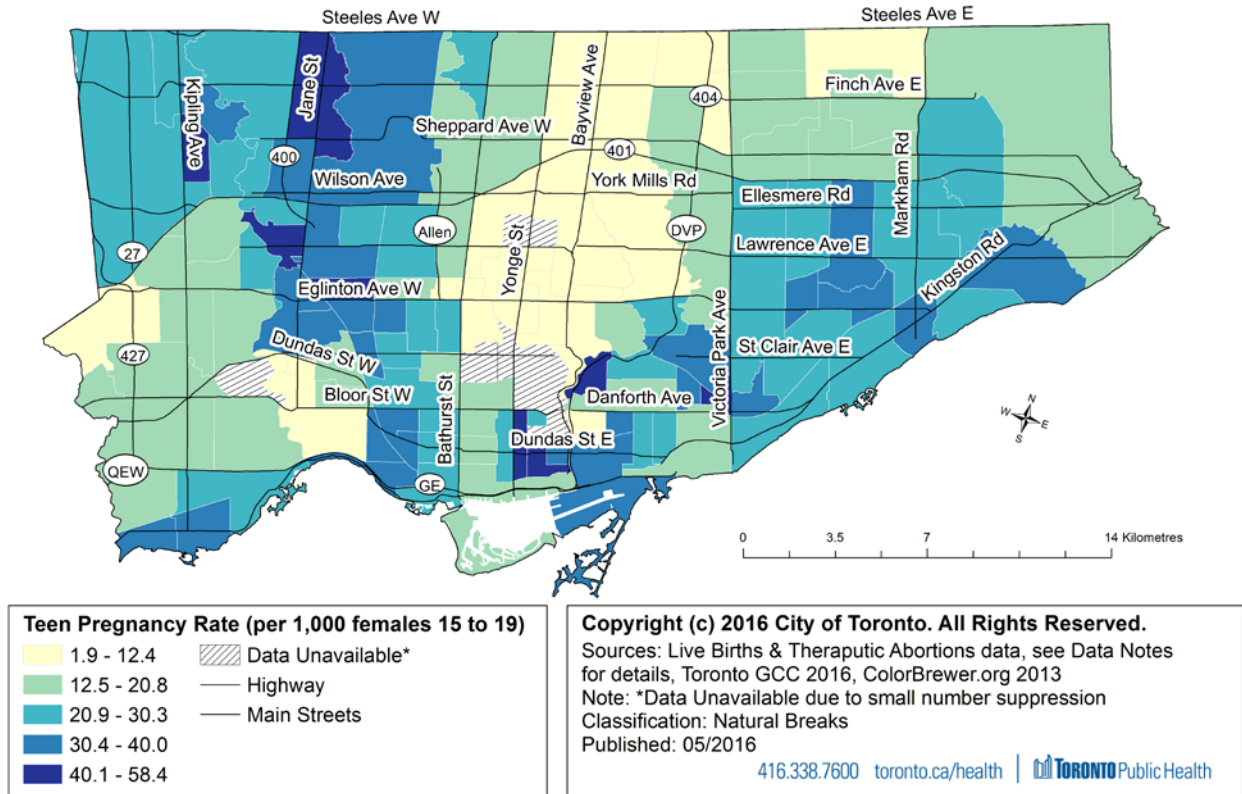 Steeles Ave W
Steeles Ave E
Kipling Ave
Jane St
Bayview Ave
404
Finch Ave E
Sheppard Ave W
400
401
Markham Rd
Wilson Ave
York Mills Rd
Ellesmere Rd
Allen
DVP
27
Yonge St
Lawrence Ave E
Eglinton Ave W
Kingston Rd
427
Dundas St W
Victoria Park Ave
St Clair Ave E
Bloor St W
Bathurst St
Danforth Ave
Dundas St E
QEW
GE
N
W
E
S
0 3.5 7 14 Kilometres
Teen Pregnancy Rate (per 1,000 females 15 to 19)
1.9 - 12.4
12.5 - 20.8
20.9 - 30.3
30.4 - 40.0
40.1 - 58.4
Data Unavailable*
Highway
Main Streets
Copyright (c) 2016 City of Toronto. All Rights Reserved.
Sources: Live Births & Theraputic Abortions data, see Data Notes
for details, Toronto GCC 2016, ColorBrewer.org 2013
Note: *Data Unavailable due to small number suppression
Classification: Natural Breaks
Published: 05/2016
416.338.7600 toronto.ca/health TORONTO Public Health